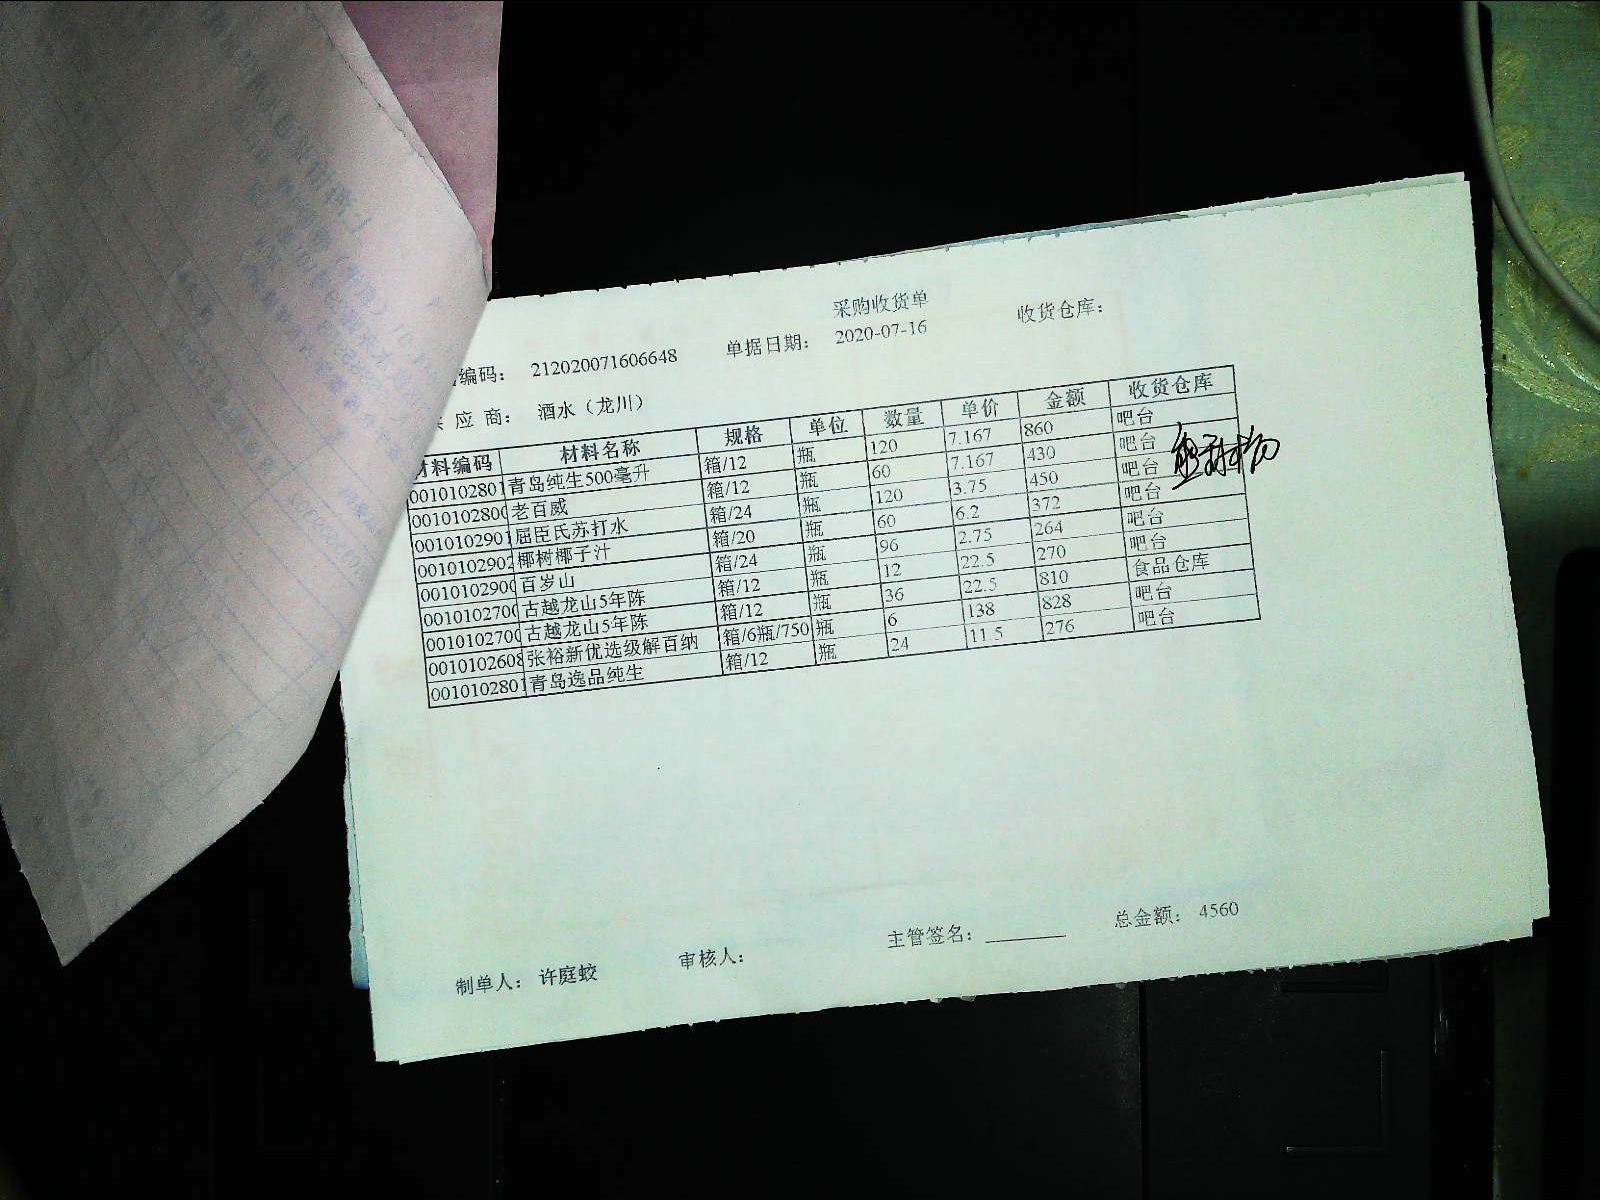 采购收货单
编码： 212020071606648 单据日期： 2020-07-16 收货仓库：
应 商： 酒水（龙川）
材料编码 材料名称 规格 单位 数量 单价 金额 收货仓库
0010102801 青岛纯生500毫升 箱/12 瓶 120 7.167 860 吧台
001010280 老百威 箱/12 瓶 60 7.167 430 吧台
0010102901 屈臣氏苏打水 箱/24 瓶 120 3.75 450 吧台
0010102902 椰树椰子汁 箱/20 瓶 60 6.2 372 吧台
001010290 百岁山 箱/24 瓶 96 2.75 264 吧台
001010270 古越龙山5年陈 箱/12 瓶 12 22.5 270 吧台
001010270 古越龙山5年陈 箱/12 瓶 36 22.5 810 食品仓库
0010102608 张裕新优选级解百纳 箱/6瓶/750 瓶 6 138 828 吧台
0010102801 青岛逸品纯生 箱/12 瓶 24 11.5 276 吧台
制单人： 许庭蛟 审核人： 主管签名： 总金额： 4560